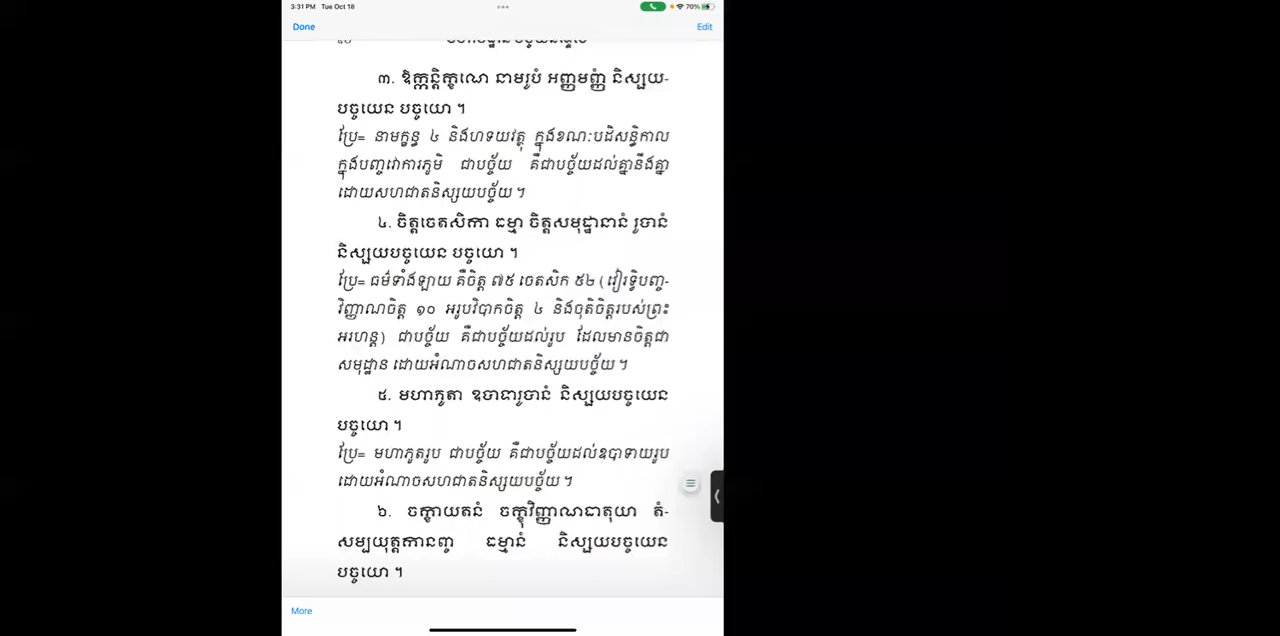 3:31 PM Tue Oct 18
70%
Done
Edit
៣. ឱក្កន្តិក្ខណេ នាមរូបំ អញ្ញមញ្ញំ និស្សយ-
បច្ចយេន បច្ចយោ ។
ប្រែ= នាមក្ខន្ធ ៤ និងហទយវត្ថុ ក្នុងខណៈបដិសន្ធិកាល
ក្នុងបញ្ចវោការភូមិ ជាបច្ច័យ គឺជាបច្ច័យដល់គ្នានឹងគ្នា
ដោយសហជាតនិស្សយបច្ច័យ ។
៤. ចិត្តចេតសិកា ធម្មា ចិត្តសមុដ្ឋានានំ រូបានំ
និស្សយបច្ចយេន បច្ចយោ ។
ប្រែ= ធម៌ទាំងឡាយ គឺចិត្ត ៧៥ ចេតសិក ៥២ (វៀរទ្វិបញ្ច-
វិញ្ញាណចិត្ត ១០ អរូបវិបាកចិត្ត ៤ និងចុតិចិត្តរបស់ព្រះ
អរហន្ត) ជាបច្ច័យ គឺជាបច្ច័យដល់រូប ដែលមានចិត្តជា
សមុដ្ឋាន ដោយអំណាចសហជាតនិស្សយបច្ច័យ ។
៥. មហាភូតា ឧបាទារូបានំ និស្សយបច្ចយេន
បច្ចយោ ។
ប្រែ= មហាភូតរូប ជាបច្ច័យ គឺជាបច្ច័យដល់ឧបាទាយរូប
ដោយអំណាចសហជាតនិស្សយបច្ច័យ ។
៦. ចក្ខាយតនំ ចក្ខុវិញ្ញាណធាតុយា តំ-
សម្បយុត្តកានញ្ច ធម្មានំ និស្សយបច្ចយេន
បច្ចយោ ។
More